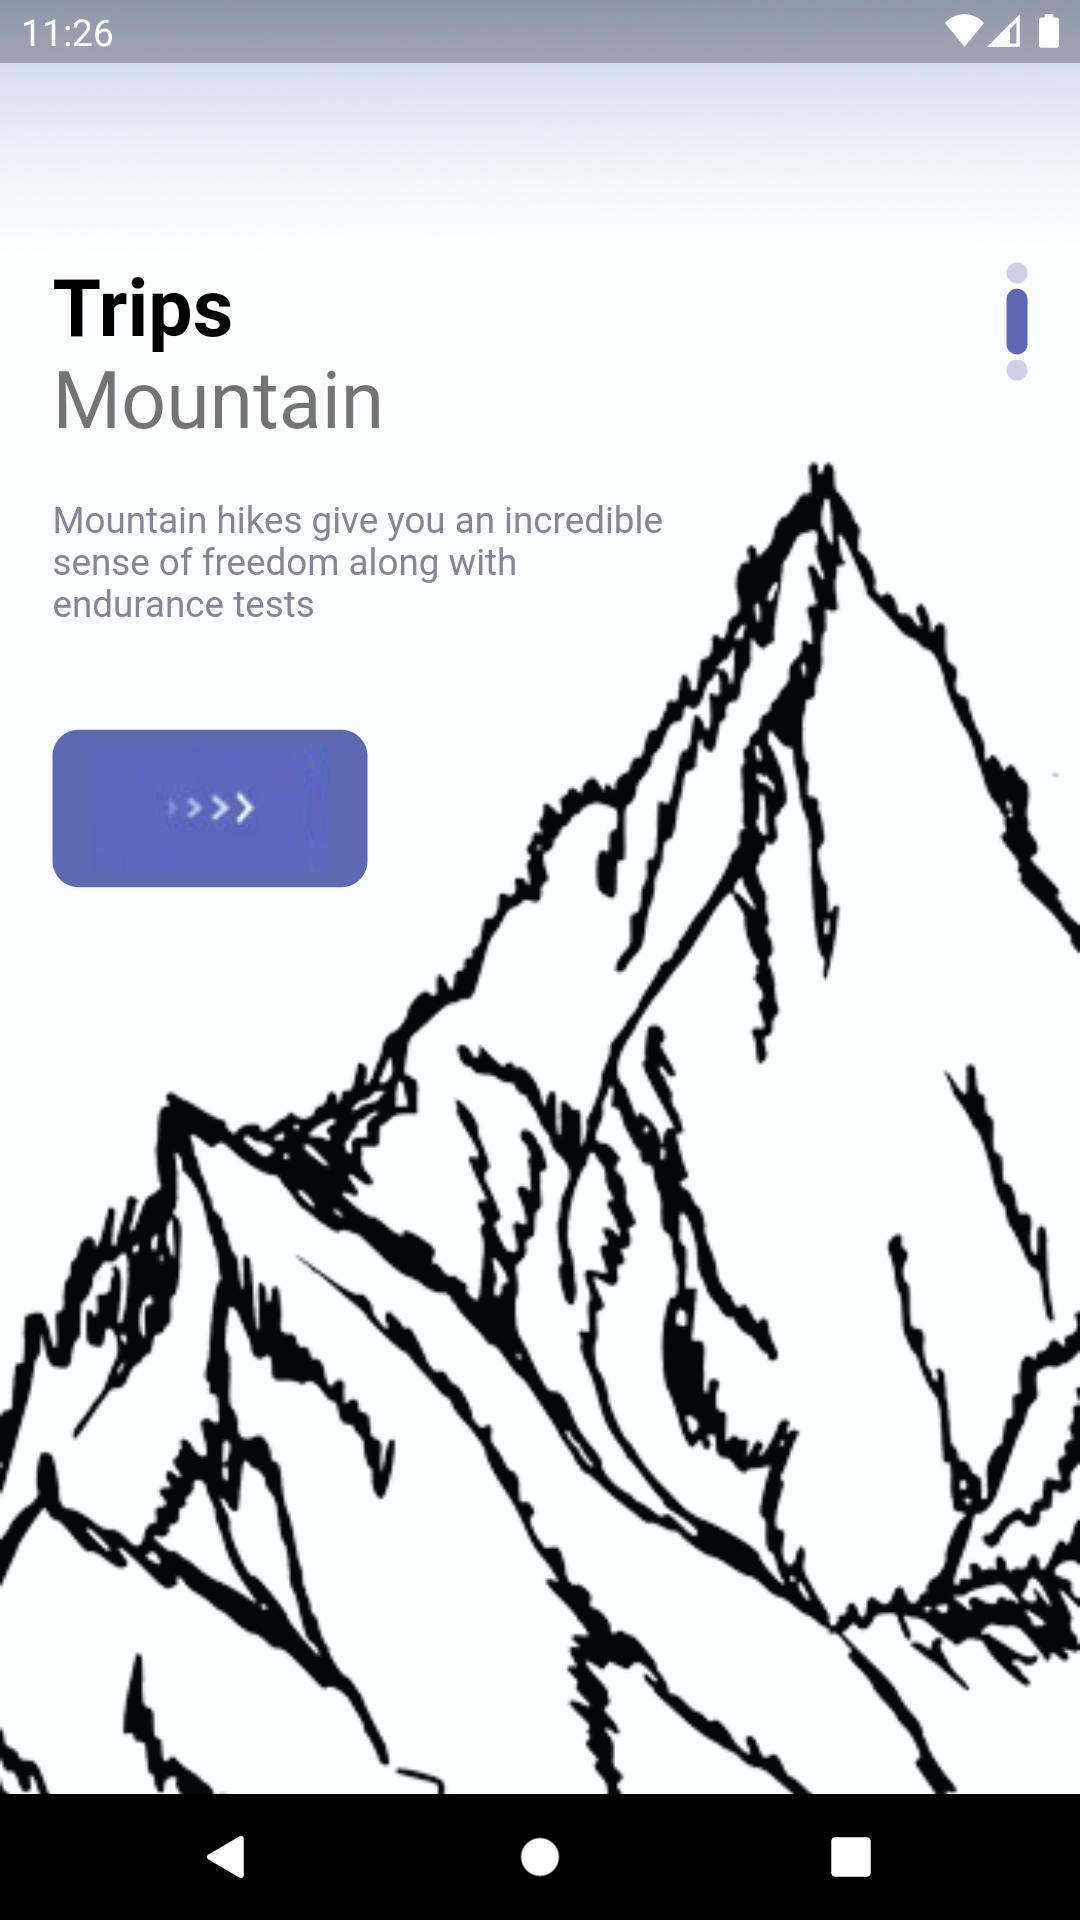 11:26
Trips
Mountain
Mountain hikes give you an incredible
sense of freedom along with
endurance tests